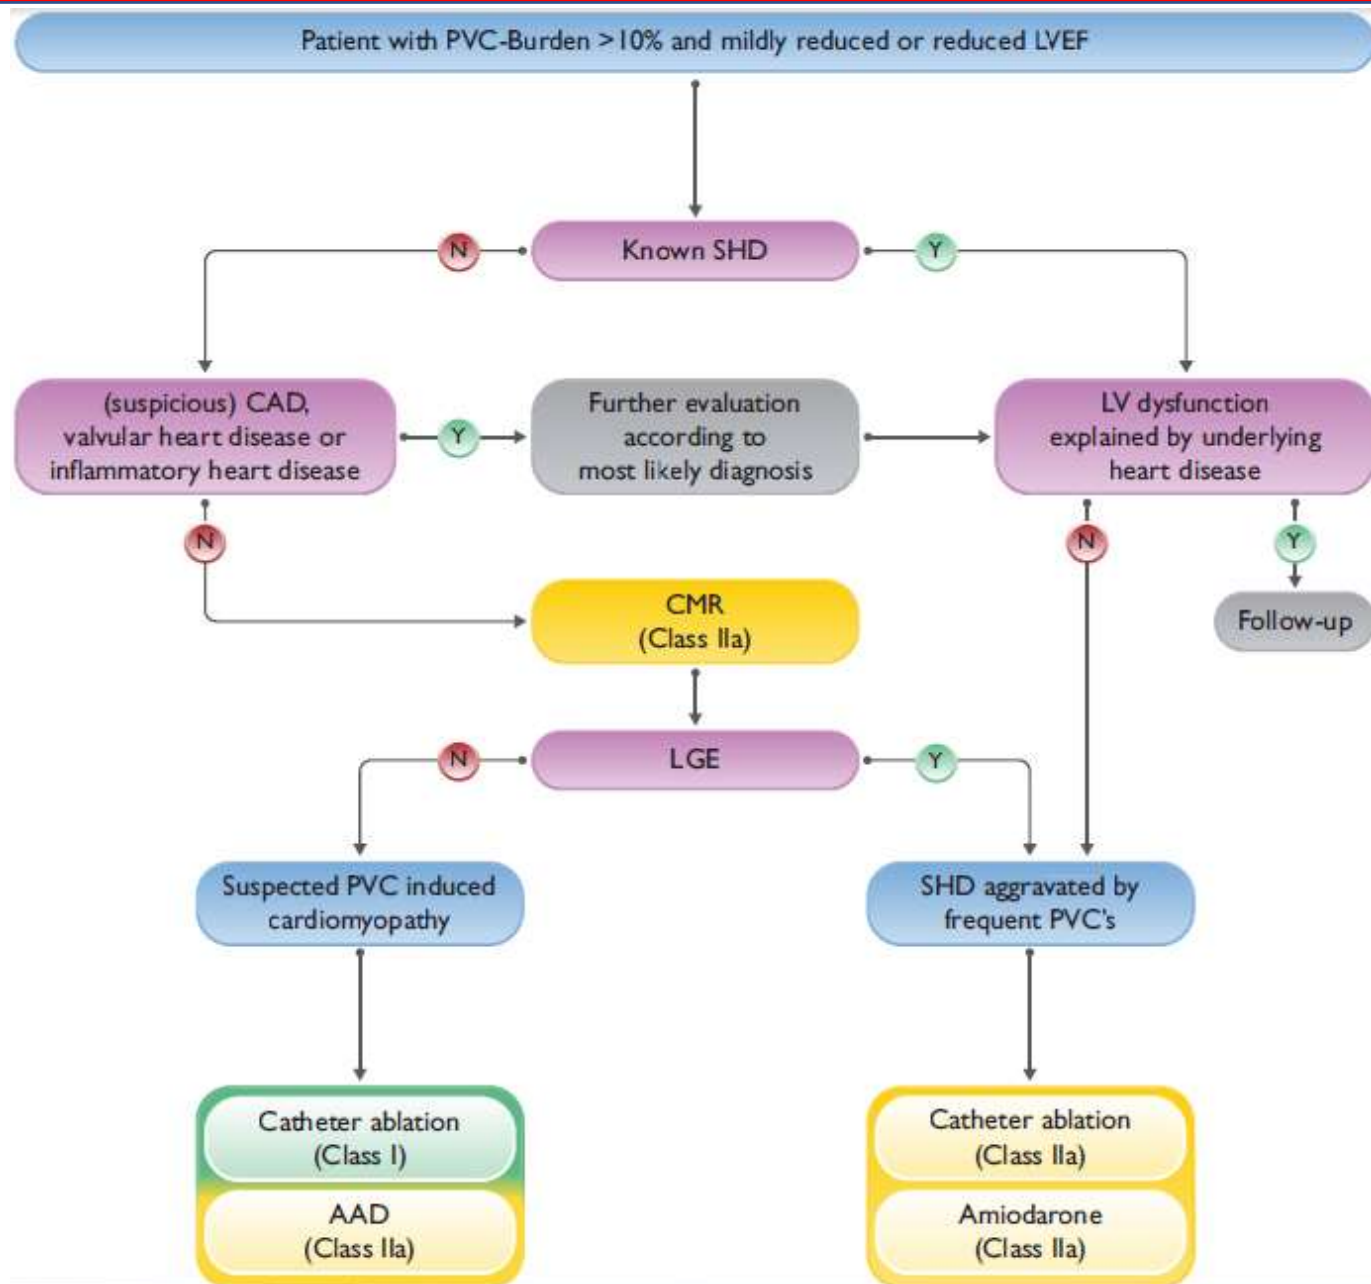 Patient with PVC-Burden >10% and mildly reduced or reduced LVEF
N
Known SHD
Y
(suspicious) CAD,
valvular heart disease or
inflammatory heart disease
Y
Further evaluation
according to
most likely diagnosis
LV dysfunction
explained by underlying
heart disease
N
N
Y
CMR
(Class IIa)
Follow-up
N
LGE
Y
Suspected PVC induced
cardiomyopathy
SHD aggravated by
frequent PVC's
Catheter ablation
(Class I)
AAD
(Class IIa)
Catheter ablation
(Class IIa)
Amiodarone
(Class IIa)